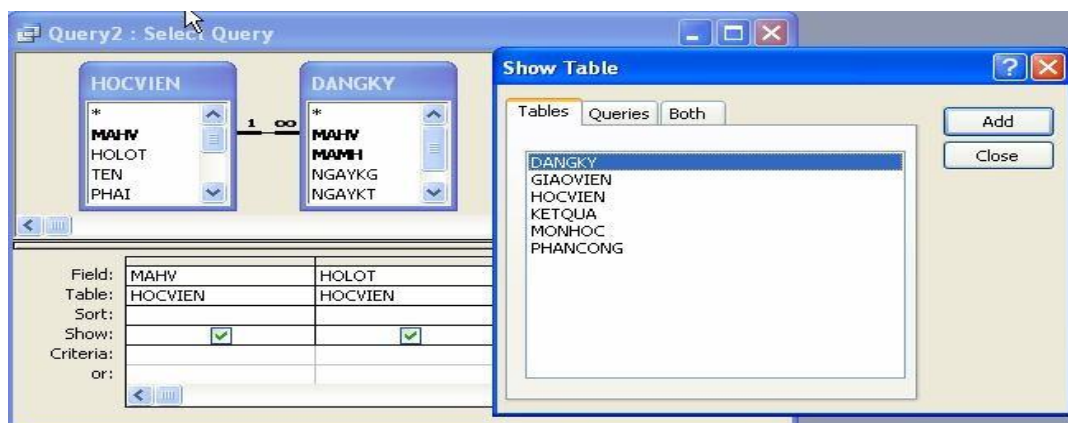 Query2 : Select Query
HOCVIEN
*
MAHV
HOLOT
TEN
PHAI
1 ∞
DANGKY
*
MAHV
MAMH
NGAYKG
NGAYKT
Field: MAHV HOLOT
Table: HOCVIEN HOCVIEN
Sort:
Show:
Criteria:
or:
Show Table
Tables Queries Both
DANGKY
GIAOVIEN
HOCVIEN
KETQUA
MONHOC
PHANCONG
Add
Close